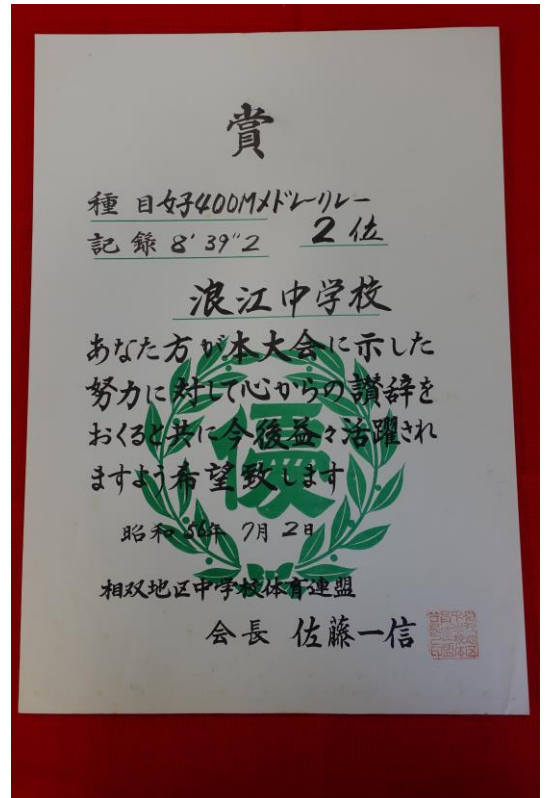 賞
種目 女子400Mメドレーリレー
記録 8'39"2 2位
浪江中学校
あなた方が本大会に示した
努力に対して心からの讃辞を
おくると共に今後益々活躍され
ますよう希望致します
優
昭和56年 7月2日
相双地区中学校体育連盟
会長 佐藤一信